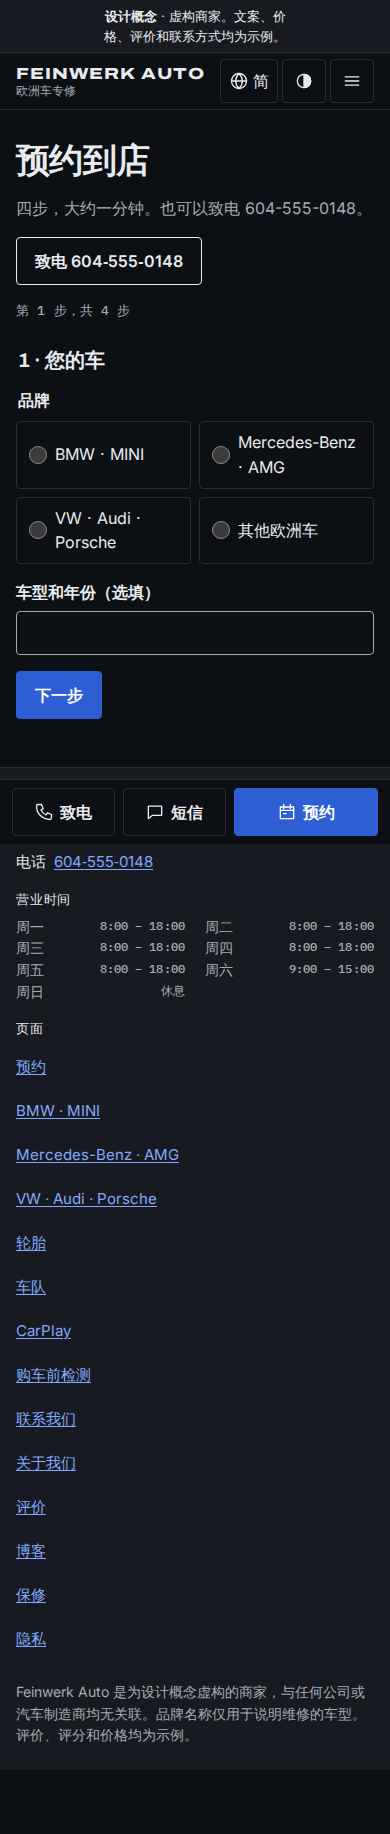 设计概念 · 虚构商家。文案、价
格、评价和联系方式均为示例。
FEINWERK AUTO
欧洲车专修
简
预约到店
四步，大约一分钟。也可以致电 604-555-0148。
致电 604-555-0148
第 1 步，共 4 步
1 · 您的车
品牌
BMW · MINI
Mercedes-Benz
· AMG
VW · Audi ·
Porsche
其他欧洲车
车型和年份（选填）
下一步
致电
短信
预约
电话 604-555-0148
营业时间
周一 8:00 – 18:00 周二 8:00 – 18:00
周三 8:00 – 18:00 周四 8:00 – 18:00
周五 8:00 – 18:00 周六 9:00 – 15:00
周日 休息
页面
预约
BMW · MINI
Mercedes-Benz · AMG
VW · Audi · Porsche
轮胎
车队
CarPlay
购车前检测
联系我们
关于我们
评价
博客
保修
隐私
Feinwerk Auto 是为设计概念虚构的商家，与任何公司或
汽车制造商均无关联。品牌名称仅用于说明维修的车型。
评价、评分和价格均为示例。